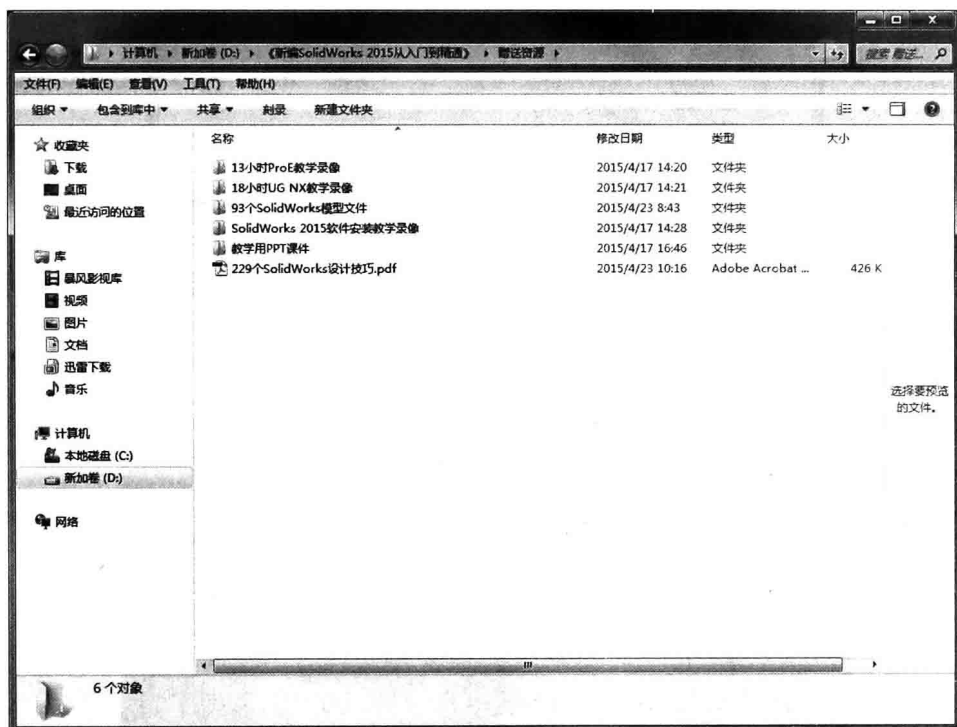 计算机 新加卷 (D:) 《新编SolidWorks 2015从入门到精通》 赠送资源
搜索 赠送...
文件(F) 编辑(E) 查看(V) 工具(T) 帮助(H)
组织 包含到库中 共享 刻录 新建文件夹
名称 修改日期 类型 大小
收藏夹
下载
桌面
最近访问的位置
库
暴风影视库
视频
图片
文档
迅雷下载
音乐
计算机
本地磁盘 (C:)
新加卷 (D:)
网络
13小时ProE教学录像 2015/4/17 14:20 文件夹
18小时UG NX教学录像 2015/4/17 14:21 文件夹
93个SolidWorks模型文件 2015/4/23 8:43 文件夹
SolidWorks 2015软件安装教学录像 2015/4/17 14:28 文件夹
教学用PPT课件 2015/4/17 16:46 文件夹
229个SolidWorks设计技巧.pdf 2015/4/23 10:16 Adobe Acrobat ... 426 K
选择要预览
的文件。
6 个对象